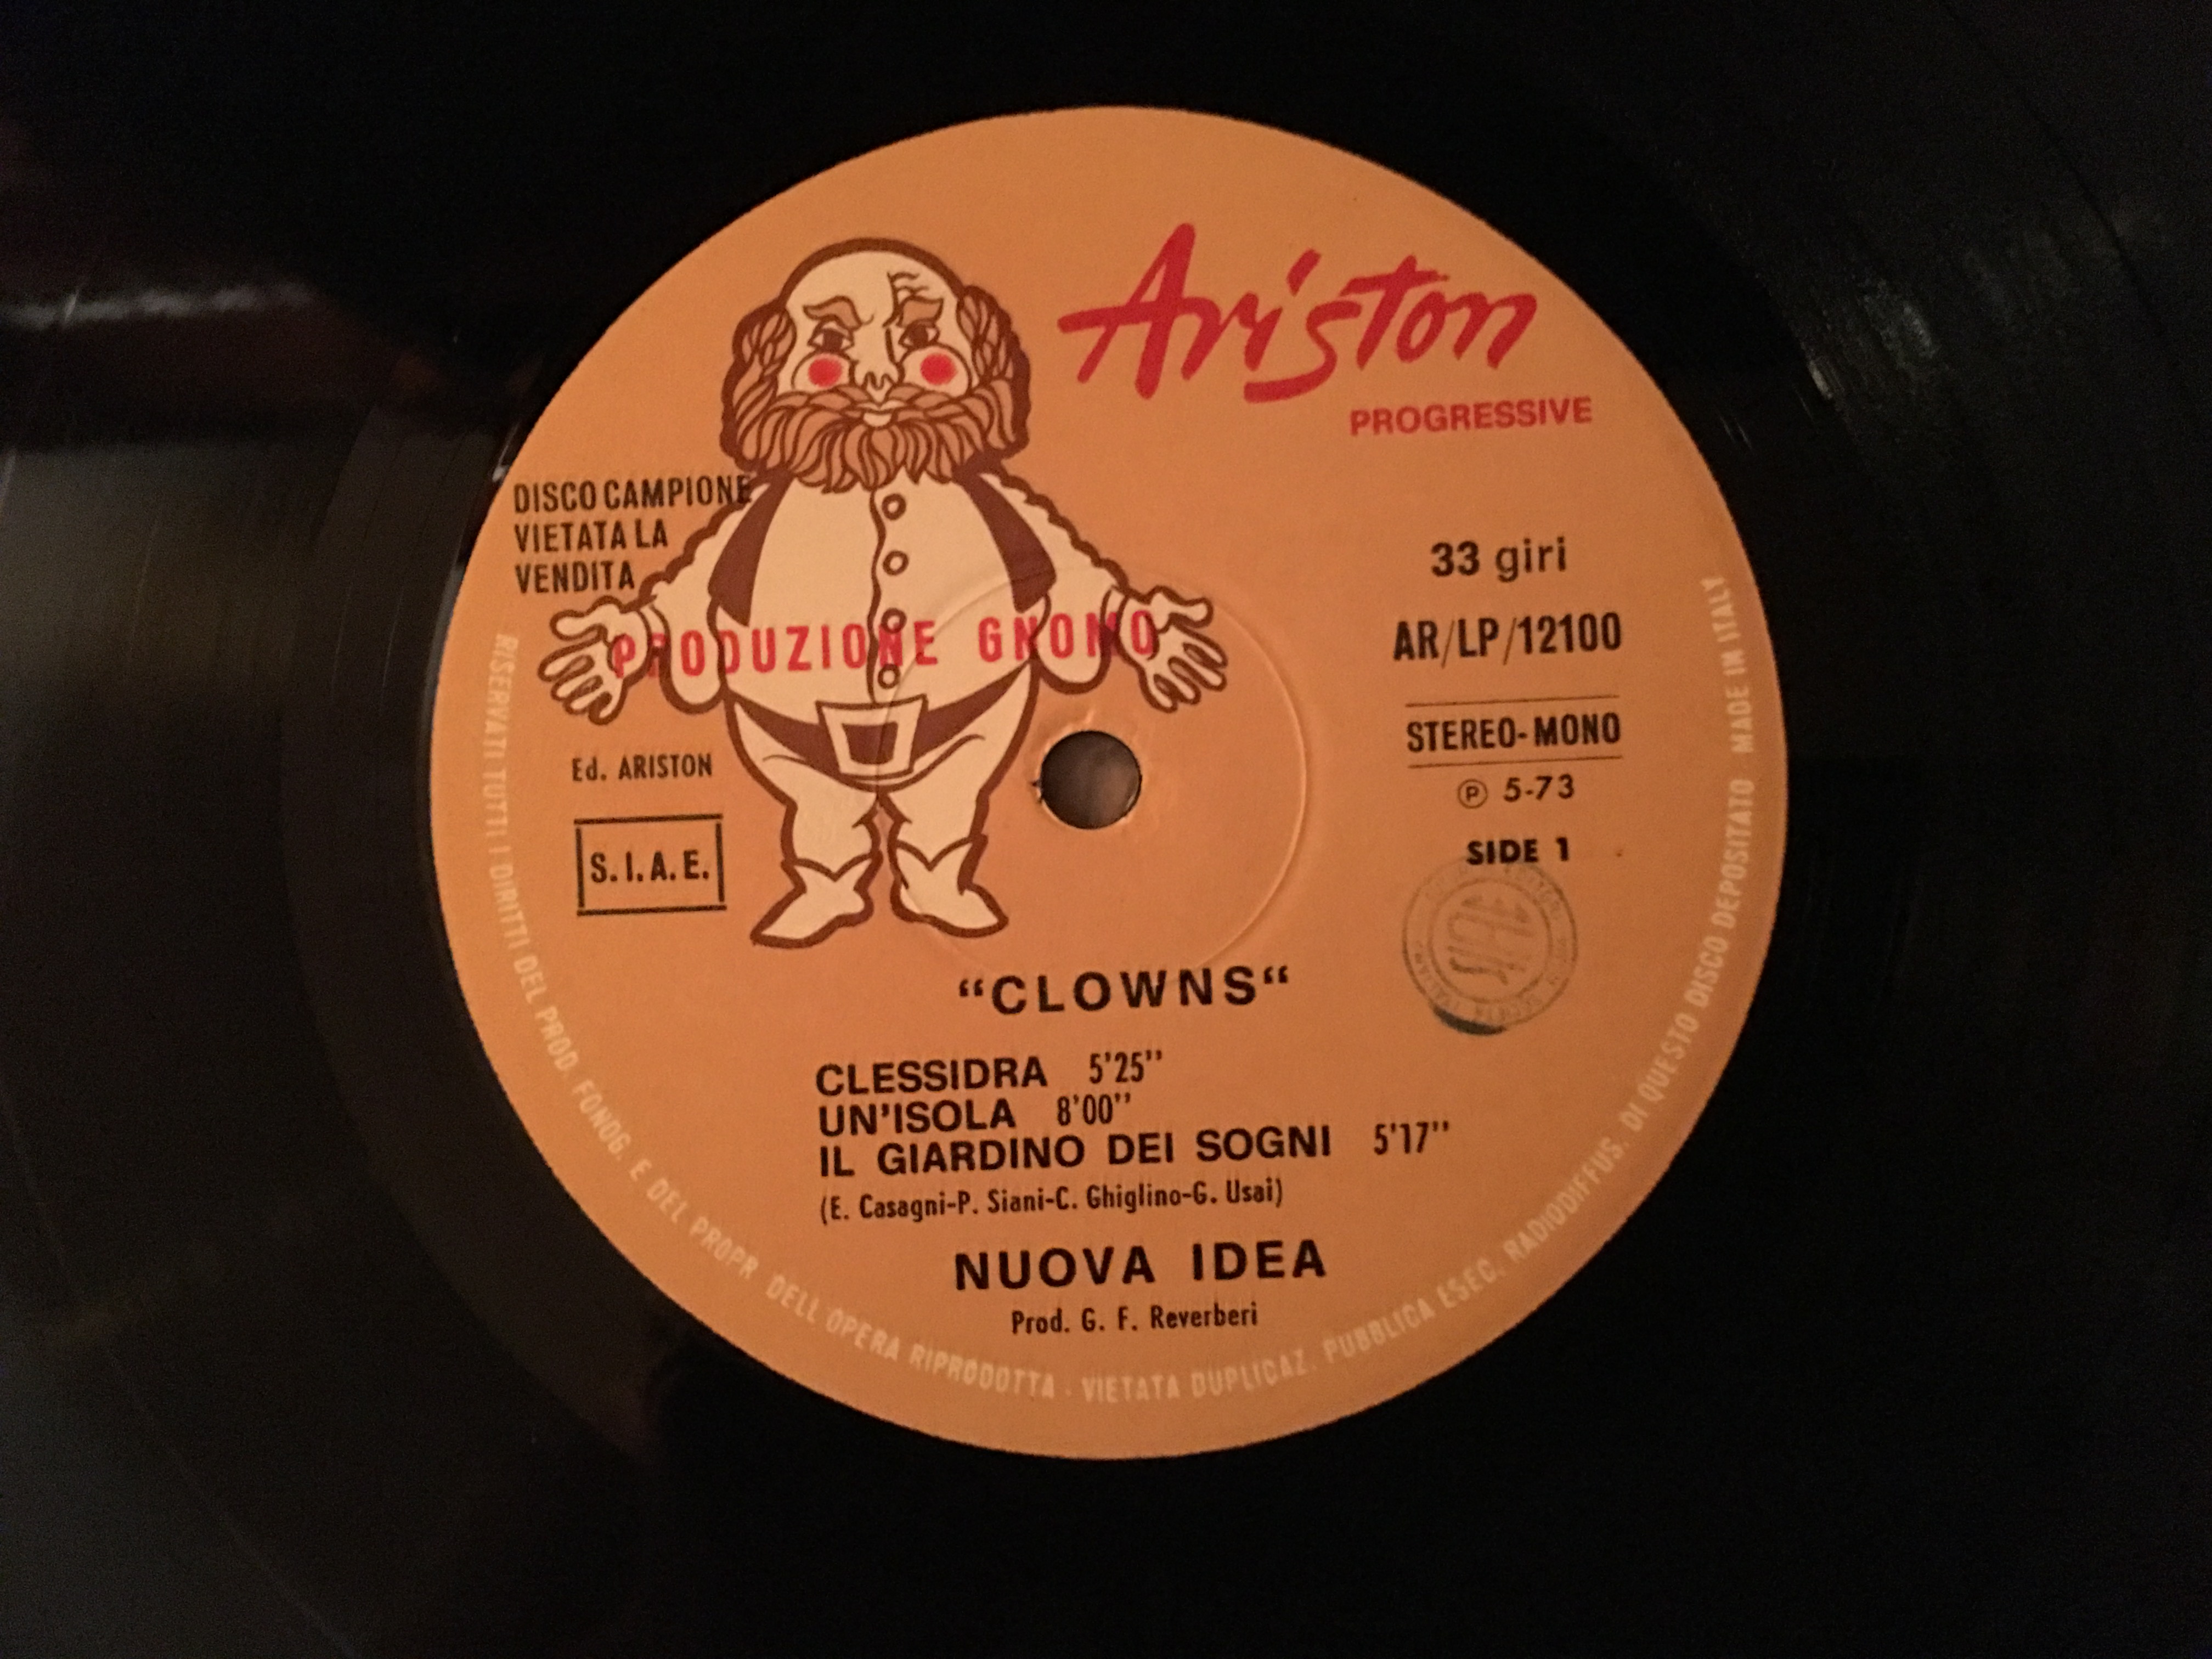 Ariston
PROGRESSIVE
DISCO CAMPIONE
VIETATA LA
VENDITA
PRODUZIONE GNOMO
33 giri
AR/LP/12100
STEREO-MONO
Ⓟ 5-73
SIDE 1
Ed. ARISTON
S.I.A.E.
“CLOWNS“
CLESSIDRA 5'25''
UN'ISOLA 8'00''
IL GIARDINO DEI SOGNI 5'17''
(E. Casagni-P. Siani-C. Ghiglino-G. Usai)
NUOVA IDEA
Prod. G. F. Reverberi
RISERVATI TUTTI I DIRITTI DEL PROD. FONOG. E DEL PROPR. DELL OPERA RIPRODOTTA · VIETATA DUPLICAZ. PUBBLICA ESEC. RADIODIFFUS. DI QUESTO DISCO DEPOSITATO MADE IN ITALY